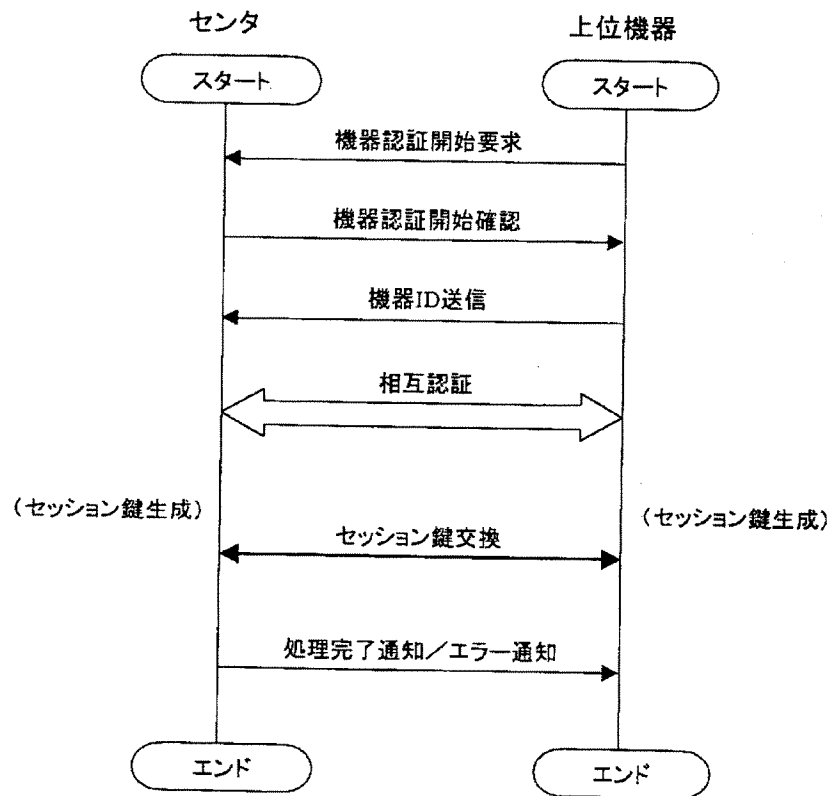 センタ
上位機器
スタート
スタート
機器認証開始要求
機器認証開始確認
機器ID送信
相互認証
(セッション鍵生成)
(セッション鍵生成)
セッション鍵交換
処理完了通知／エラー通知
エンド
エンド